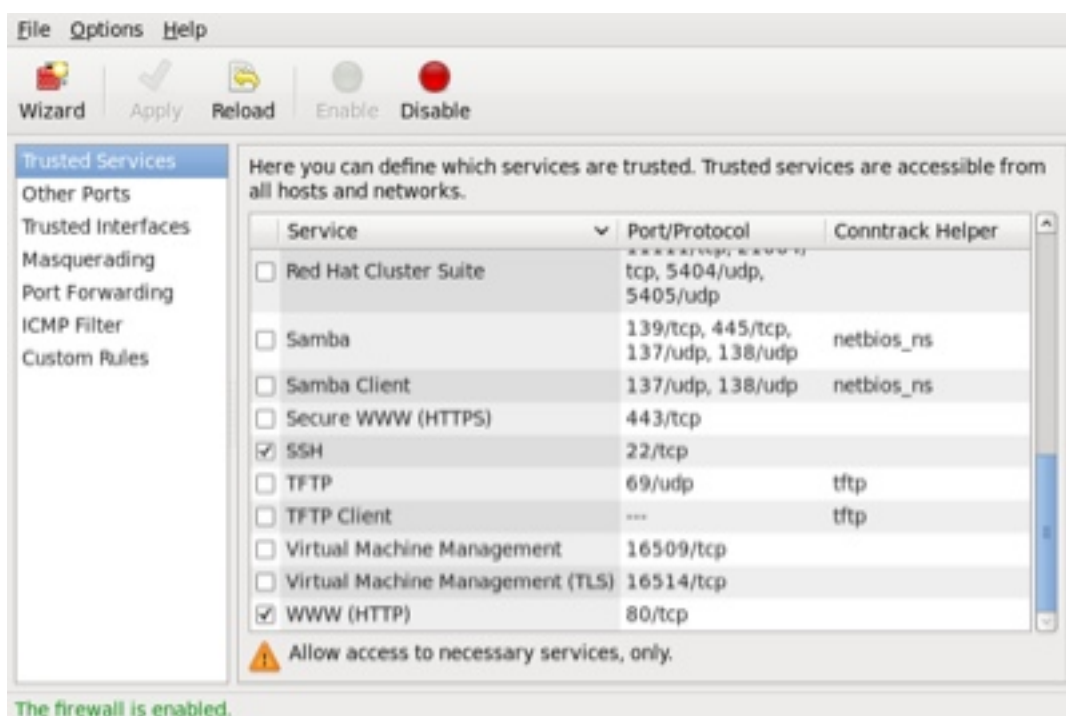 File Options Help
Wizard Apply Reload Enable Disable
Trusted Services
Other Ports
Trusted Interfaces
Masquerading
Port Forwarding
ICMP Filter
Custom Rules
Here you can define which services are trusted. Trusted services are accessible from
all hosts and networks.
Service Port/Protocol Conntrack Helper
Red Hat Cluster Suite
tcp, 5404/udp,
5405/udp
Samba
139/tcp, 445/tcp,
137/udp, 138/udp
netbios_ns
Samba Client 137/udp, 138/udp netbios_ns
Secure WWW (HTTPS) 443/tcp
SSH 22/tcp
TFTP 69/udp tftp
TFTP Client --- tftp
Virtual Machine Management 16509/tcp
Virtual Machine Management (TLS) 16514/tcp
WWW (HTTP) 80/tcp
Allow access to necessary services, only.
The firewall is enabled.